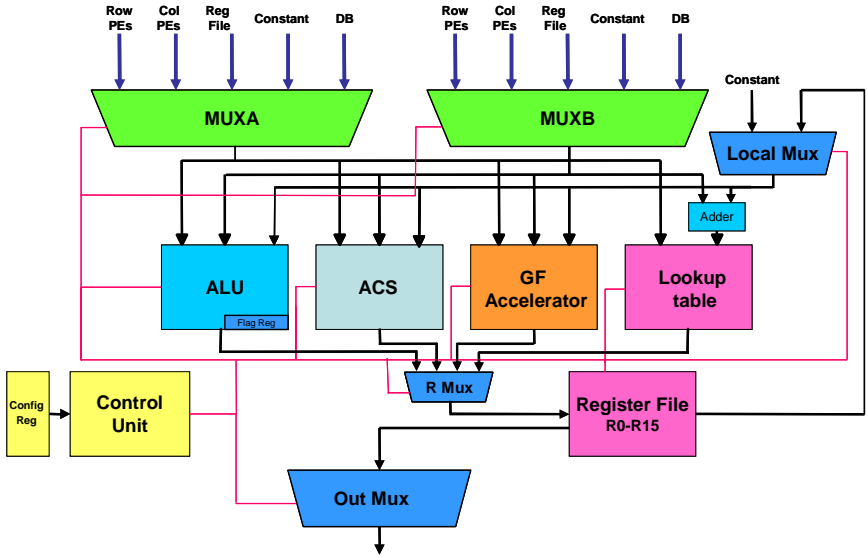 Row PEs
Col PEs
Reg File
Constant
DB
Row PEs
Col PEs
Reg File
Constant
DB
Constant
MUXA
MUXB
Local Mux
Adder
ALU
Flag Reg
ACS
GF
Accelerator
Lookup
table
R Mux
Config
Reg
Control
Unit
Register File
R0-R15
Out Mux